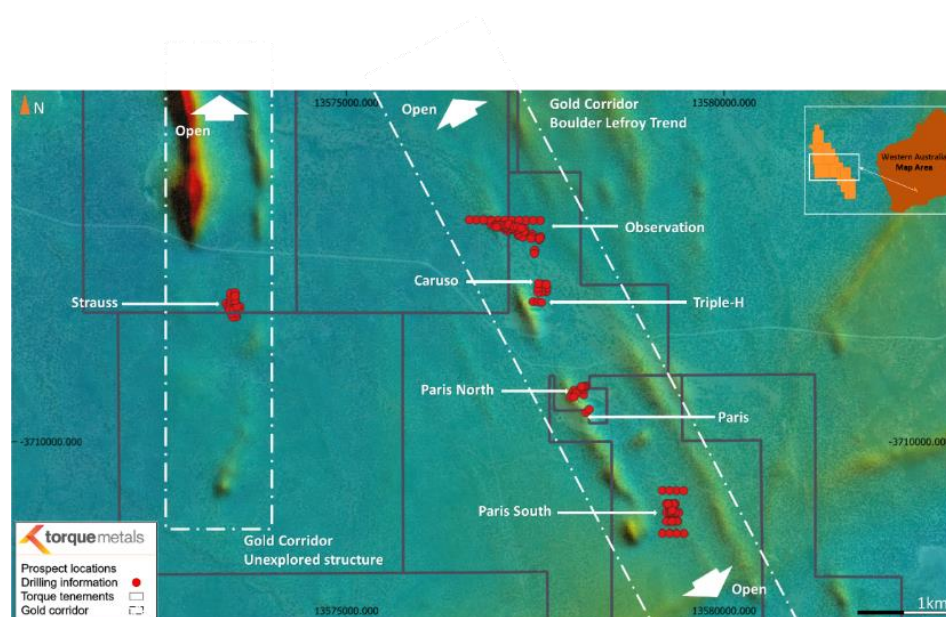 N
13575000.000
13580000.000
Open
Open
Gold Corridor
Boulder Lefroy Trend
Western Australia
Map Area
Observation
Caruso
Strauss
Triple-H
Paris North
Paris
-3710000.000
-3710000.000
Paris South
Gold Corridor
Unexplored structure
Open
torquemetals
Prospect locations
Drilling information
Torque tenements
Gold corridor
13575000.000
13580000.000
1km